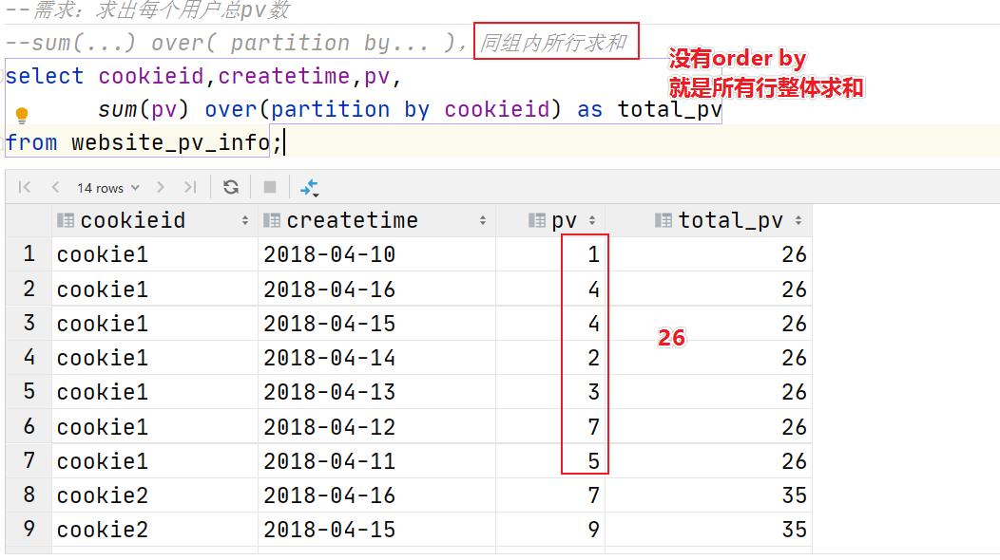 --需求：求出每个用户总pv数
--sum(...) over( partition by... )，同组内所行求和
没有order by
就是所有行整体求和
select cookieid,createtime,pv,
sum(pv) over(partition by cookieid) as total_pv
from website_pv_info;
14 rows
cookieid createtime pv total_pv
1 cookie1 2018-04-10 1 26
2 cookie1 2018-04-16 4 26
3 cookie1 2018-04-15 4 26
26
4 cookie1 2018-04-14 2 26
5 cookie1 2018-04-13 3 26
6 cookie1 2018-04-12 7 26
7 cookie1 2018-04-11 5 26
8 cookie2 2018-04-16 7 35
9 cookie2 2018-04-15 9 35